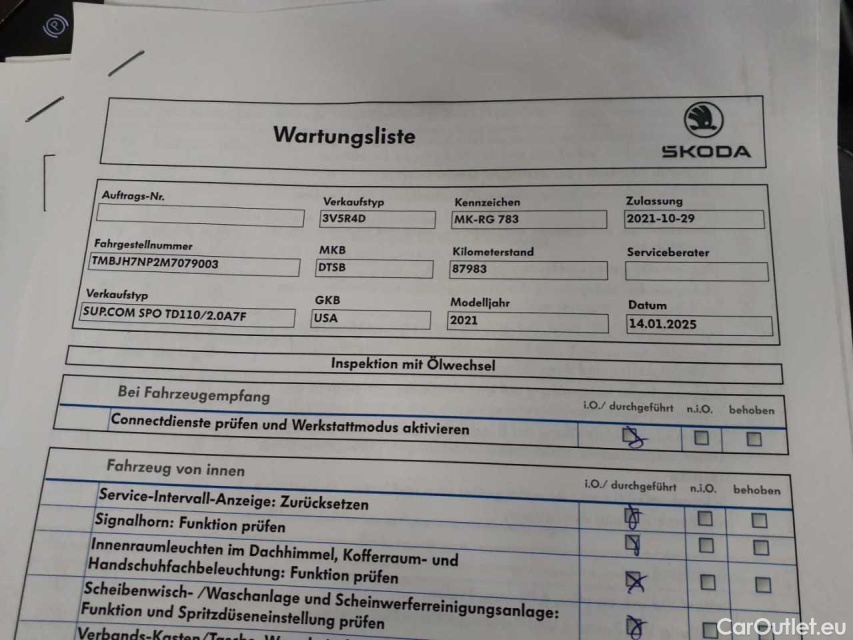 Wartungsliste
SKODA
Auftrags-Nr.
Verkaufstyp
3V5R4D
Kennzeichen
MK-RG 783
Zulassung
2021-10-29
Fahrgestellnummer
TMBJH7NP2M7079003
MKB
DTSB
Kilometerstand
87983
Serviceberater
Verkaufstyp
SUP.COM SPO TD110/2.0A7F
GKB
USA
Modelljahr
2021
Datum
14.01.2025
Inspektion mit Ölwechsel
Bei Fahrzeugempfang
i.O./ durchgeführt n.i.O. behoben
Connectdienste prüfen und Werkstattmodus aktivieren
Fahrzeug von innen
i.O./ durchgeführt n.i.O. behoben
Service-Intervall-Anzeige: Zurücksetzen
Signalhorn: Funktion prüfen
Innenraumleuchten im Dachhimmel, Kofferraum- und
Handschuhfachbeleuchtung: Funktion prüfen
Scheibenwisch- /Waschanlage und Scheinwerferreinigungsanlage:
Funktion und Spritzdüseneinstellung prüfen
Verbands-Kasten/Tasche
CarOutlet.eu